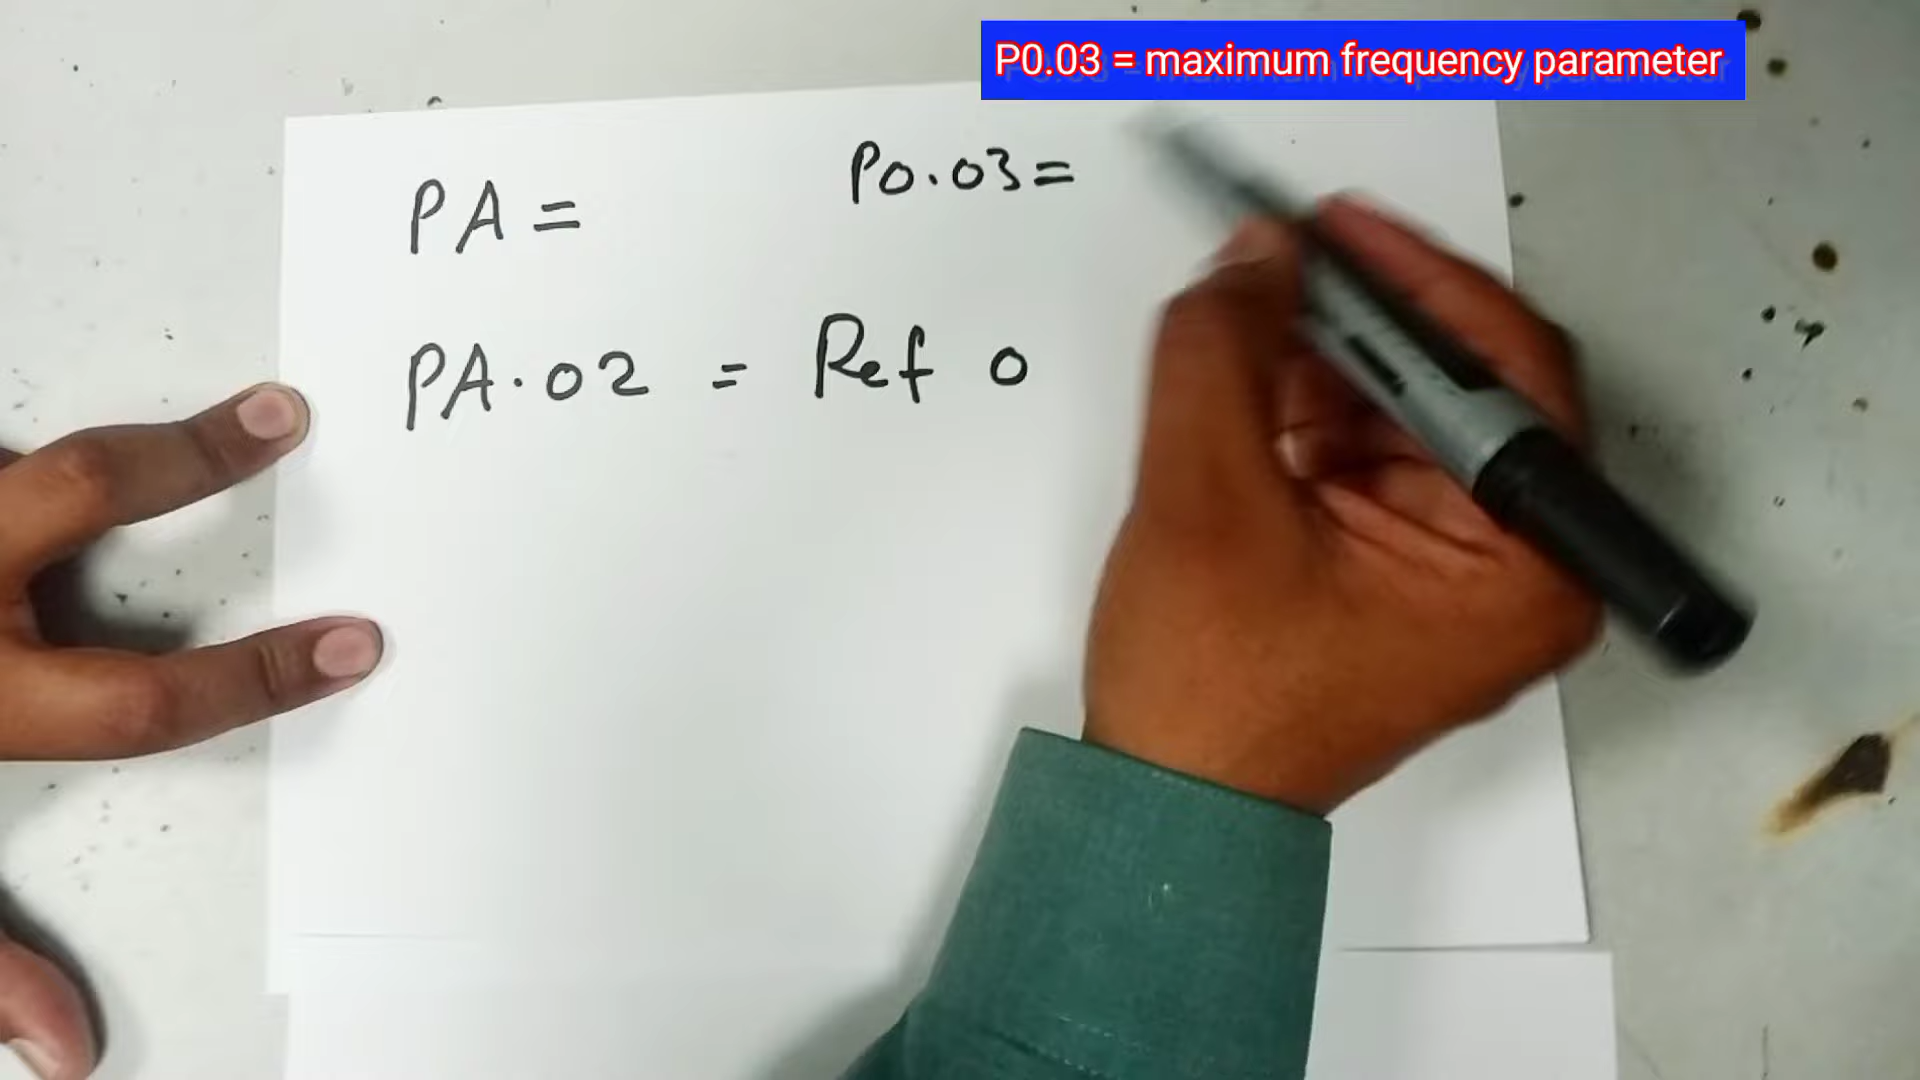 P0.03 = maximum frequency parameter
PA =
P0.03 =
PA.02 = Ref 0